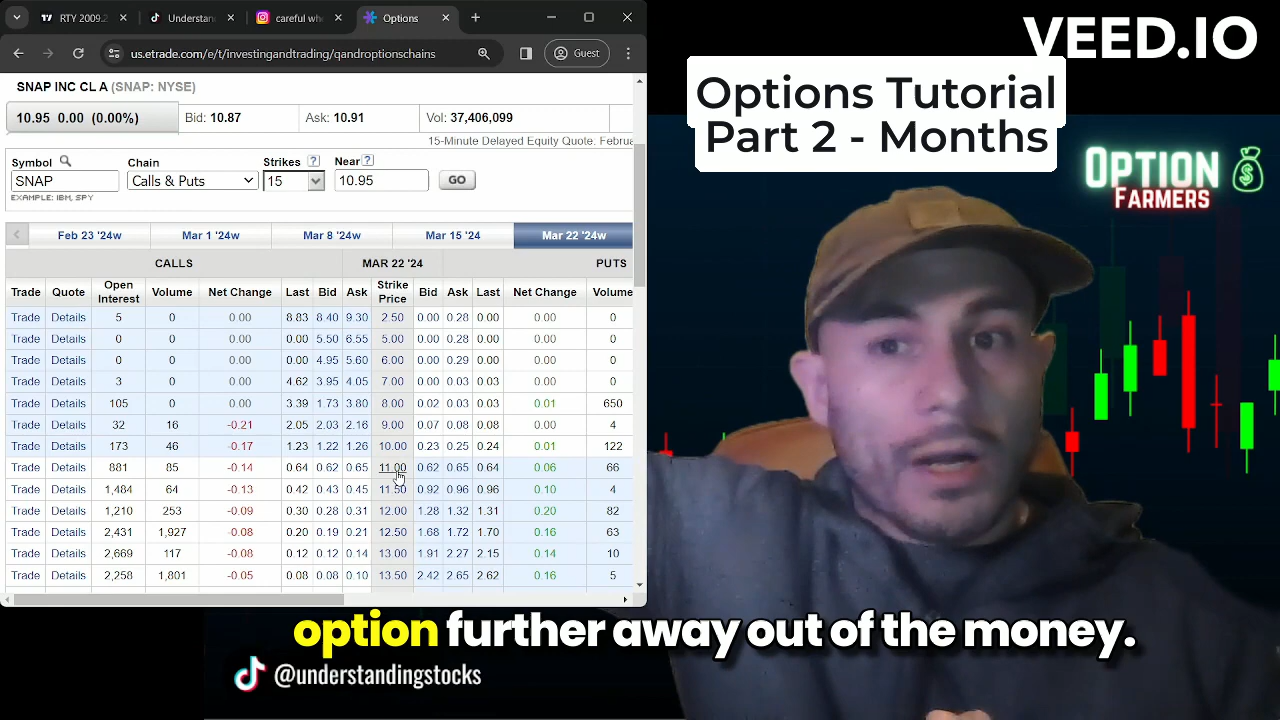 RTY 2009.2
Understan
careful wh
Options
us.etrade.com/e/t/investingandtrading/qandroptionschains
Guest
SNAP INC CL A (SNAP: NYSE)
10.95 0.00 (0.00%) Bid: 10.87 Ask: 10.91 Vol: 37,406,099
15-Minute Delayed Equity Quote: Februa
Symbol Chain Strikes ? Near ?
SNAP Calls & Puts 15 10.95 GO
EXAMPLE: IBM, SPY
Feb 23 '24w Mar 1 '24w Mar 8 '24w Mar 15 '24 Mar 22 '24w
CALLS MAR 22 '24 PUTS
Trade Quote Open Interest Volume Net Change Last Bid Ask Strike Price Bid Ask Last Net Change Volume
Trade Details 5 0 0.00 8.83 8.40 9.30 2.50 0.00 0.28 0.00 0.00 0
Trade Details 0 0 0.00 0.00 5.50 6.55 5.00 0.00 0.28 0.00 0.00 0
Trade Details 0 0 0.00 0.00 4.95 5.60 6.00 0.00 0.29 0.00 0.00 0
Trade Details 3 0 0.00 4.62 3.95 4.05 7.00 0.00 0.03 0.03 0.00 0
Trade Details 105 0 0.00 3.39 1.73 3.80 8.00 0.02 0.03 0.03 0.01 650
Trade Details 32 16 -0.21 2.05 2.03 2.16 9.00 0.07 0.08 0.08 0.00 4
Trade Details 173 46 -0.17 1.23 1.22 1.26 10.00 0.23 0.25 0.24 0.01 122
Trade Details 881 85 -0.14 0.64 0.62 0.65 11.00 0.62 0.65 0.64 0.06 66
Trade Details 1,484 64 -0.13 0.42 0.43 0.45 11.50 0.92 0.96 0.96 0.10 4
Trade Details 1,210 253 -0.09 0.30 0.28 0.31 12.00 1.28 1.32 1.31 0.20 82
Trade Details 2,431 1,927 -0.08 0.20 0.19 0.21 12.50 1.68 1.72 1.70 0.16 63
Trade Details 2,669 117 -0.08 0.12 0.12 0.14 13.00 1.91 2.27 2.15 0.14 10
Trade Details 2,258 1,801 -0.05 0.08 0.08 0.10 13.50 2.42 2.65 2.62 0.16 5
VEED.IO
Options Tutorial
Part 2 - Months
OPTION
FARMERS
option further away out of the money.
@understandingstocks